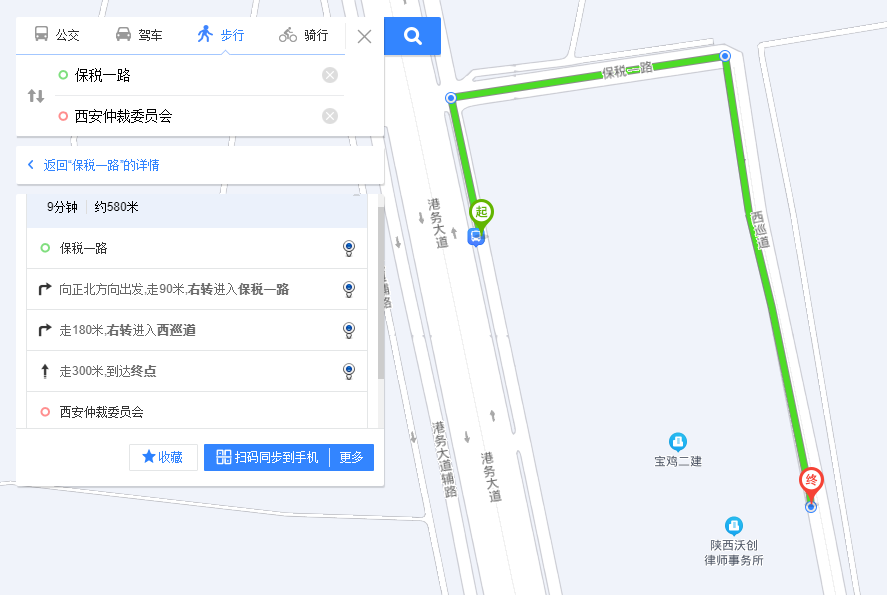 公交
驾车
步行
骑行
保税一路
西安仲裁委员会
返回"保税一路"的详情
9分钟
约580米
保税一路
向正北方向出发,走90米,右转进入保税一路
走180米,右转进入西巡道
走300米,到达终点
西安仲裁委员会
收藏
扫码同步到手机
更多
保税一路
港务大道
起
西巡道
港务大道辅路
港务大道
宝鸡二建
终
陕西沃创
律师事务所